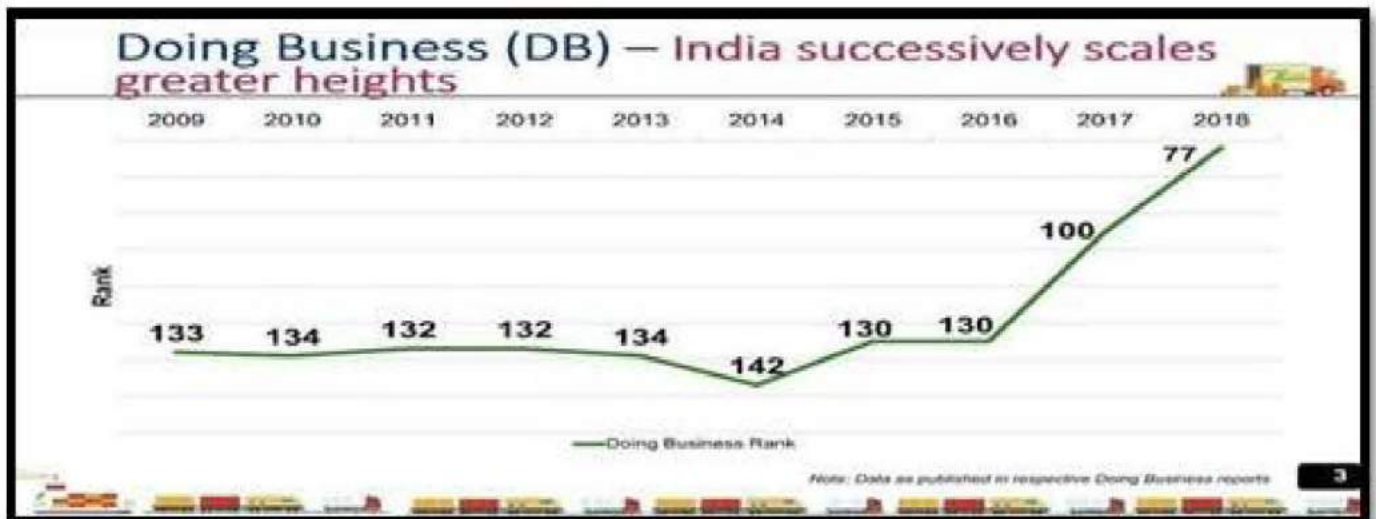 Doing Business (DB) – India successively scales
greater heights
2009 2010 2011 2012 2013 2014 2015 2016 2017 2018
77
100
133 134 132 132 134 142 130 130
Rank
Doing Business Rank
Note: Data as published in respective Doing Business reports
3